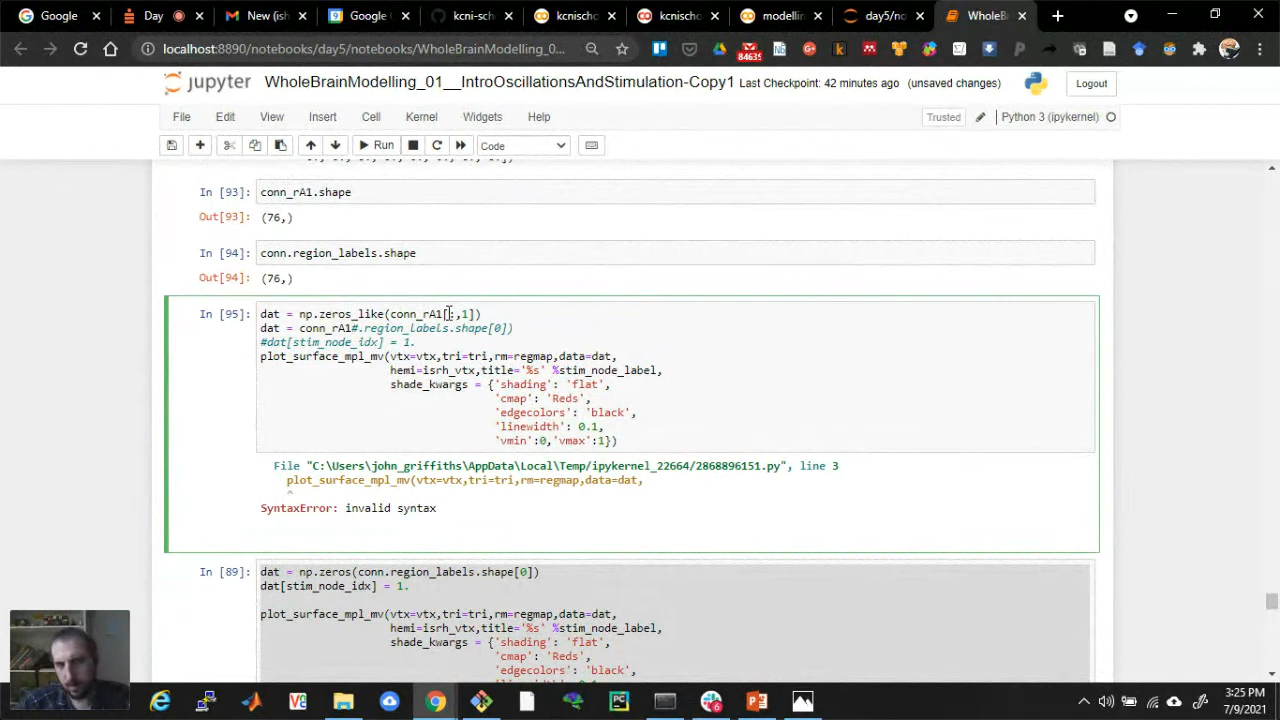 Google
Day
New (ish
Google (
kcni-sch
kcnischo
kcnischo
modellin
day5/no
WholeBr
localhost:8890/notebooks/day5/notebooks/WholeBrainModelling_0...
84635
jupyter WholeBrainModelling_01__IntroOscillationsAndStimulation-Copy1 Last Checkpoint: 42 minutes ago (unsaved changes)
Logout
File Edit View Insert Cell Kernel Widgets Help
Trusted
Python 3 (ipykernel)
Run
Code
In [93]: conn_rA1.shape
Out[93]: (76,)
In [94]: conn.region_labels.shape
Out[94]: (76,)
In [95]: dat = np.zeros_like(conn_rA1[:,1])
dat = conn_rA1#.region_labels.shape[0])
#dat[stim_node_idx] = 1.
plot_surface_mpl_mv(vtx=vtx,tri=tri,rm=regmap,data=dat,
hemi=isrh_vtx,title='%s' %stim_node_label,
shade_kwargs = {'shading': 'flat',
'cmap': 'Reds',
'edgecolors': 'black',
'linewidth': 0.1,
'vmin':0,'vmax':1})
File "C:\Users\john_griffiths\AppData\Local\Temp/ipykernel_22664/2868896151.py", line 3
plot_surface_mpl_mv(vtx=vtx,tri=tri,rm=regmap,data=dat,
^
SyntaxError: invalid syntax
In [89]: dat = np.zeros(conn.region_labels.shape[0])
dat[stim_node_idx] = 1.
plot_surface_mpl_mv(vtx=vtx,tri=tri,rm=regmap,data=dat,
hemi=isrh_vtx,title='%s' %stim_node_label,
shade_kwargs = {'shading': 'flat',
'cmap': 'Reds',
'edgecolors': 'black',
3:25 PM
7/9/2021